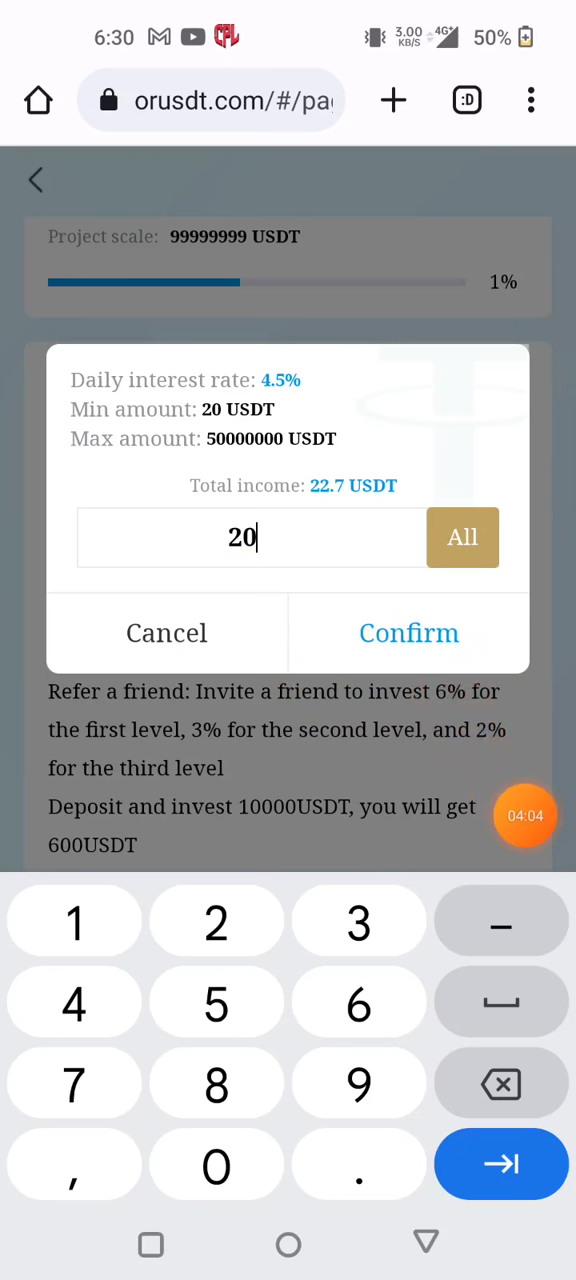 6:30 3.00 KB/S 4G+ 50%
orusdt.com/#/pa
:D
Project scale: 99999999 USDT
1%
Daily interest rate: 4.5%
Min amount: 20 USDT
Max amount: 50000000 USDT
Total income: 22.7 USDT
20 All
Cancel Confirm
Refer a friend: Invite a friend to invest 6% for
the first level, 3% for the second level, and 2%
for the third level
Deposit and invest 10000USDT, you will get
600USDT
04:04
1 2 3 –
4 5 6
7 8 9
, 0 .